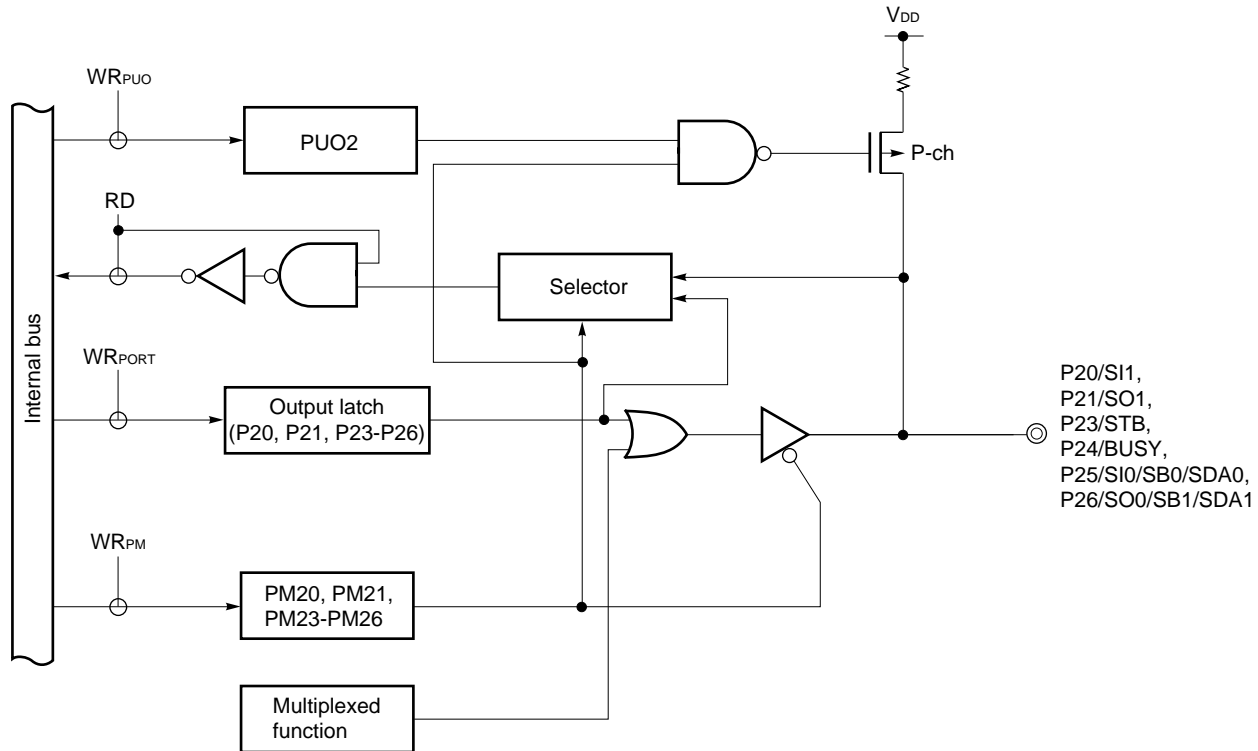 VDD
WRPUO
PUO2
P-ch
RD
Selector
Internal bus
WRPORT
Output latch
(P20, P21, P23-P26)
P20/SI1,
P21/SO1,
P23/STB,
P24/BUSY,
P25/SI0/SB0/SDA0,
P26/SO0/SB1/SDA1
WRPM
PM20, PM21,
PM23-PM26
Multiplexed
function